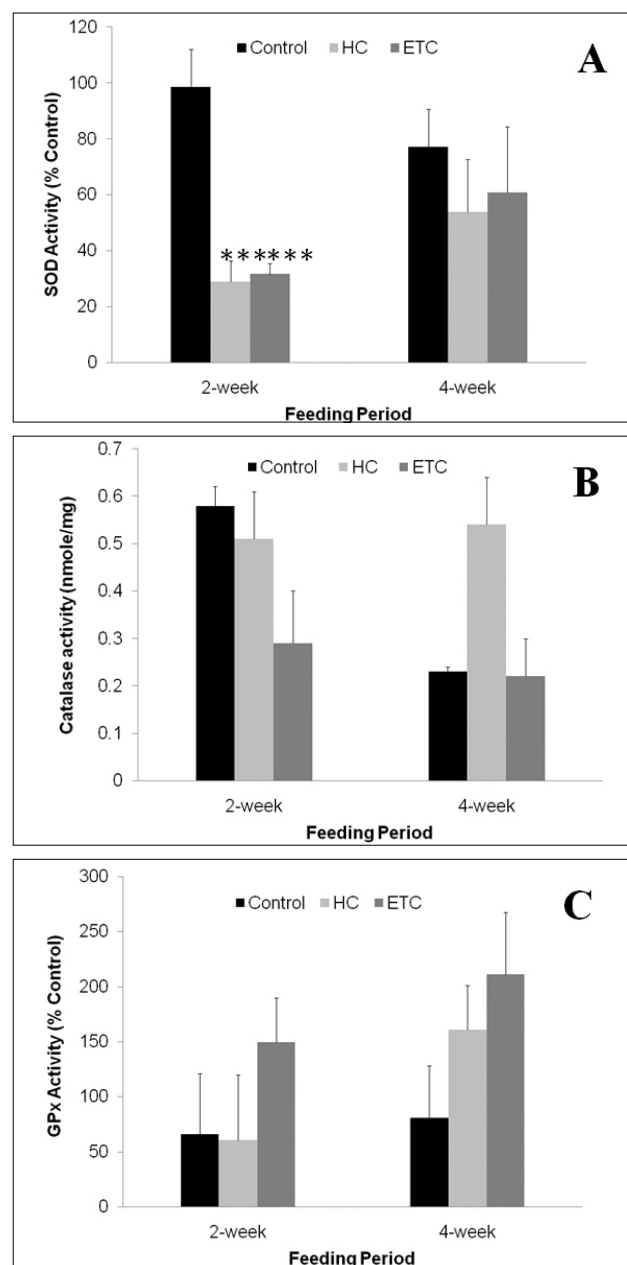 A
Control HC ETC
SOD Activity (% Control)
120
100
80
60
40
20
0
*** ***
2-week 4-week
Feeding Period
B
Control HC ETC
Catalase activity (nmole/mg)
0.7
0.6
0.5
0.4
0.3
0.2
0.1
0
2-week 4-week
Feeding Period
C
Control HC ETC
GPx Activity (% Control)
300
250
200
150
100
50
0
2-week 4-week
Feeding Period